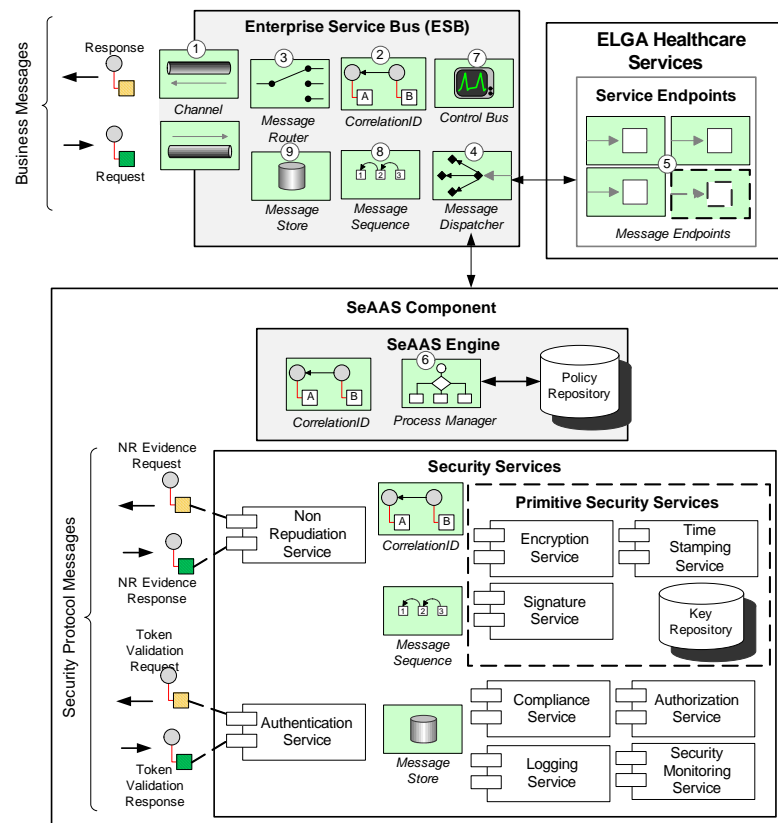 Enterprise Service Bus (ESB)
Business Messages
Response
Request
1
Channel
3
Message
Router
2
A
B
CorrelationID
7
Control Bus
9
Message
Store
8
1 2 3
Message
Sequence
4
Message
Dispatcher
ELGA Healthcare
Services
Service Endpoints
5
Message Endpoints
SeAAS Component
SeAAS Engine
A
B
CorrelationID
6
Process Manager
Policy
Repository
Security Protocol Messages
NR Evidence
Request
NR Evidence
Response
Token
Validation Request
Token
Validation
Response
Security Services
Non
Repudiation
Service
Authentication
Service
A
B
CorrelationID
1 2 3
Message
Sequence
Message
Store
Primitive Security Services
Encryption
Service
Time
Stamping
Service
Signature
Service
Key
Repository
Compliance
Service
Authorization
Service
Logging
Service
Security
Monitoring
Service